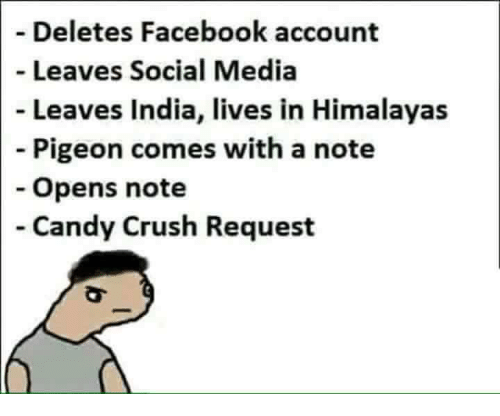 - Deletes Facebook account
- Leaves Social Media
- Leaves India, lives in Himalayas
- Pigeon comes with a note
- Opens note
- Candy Crush Request